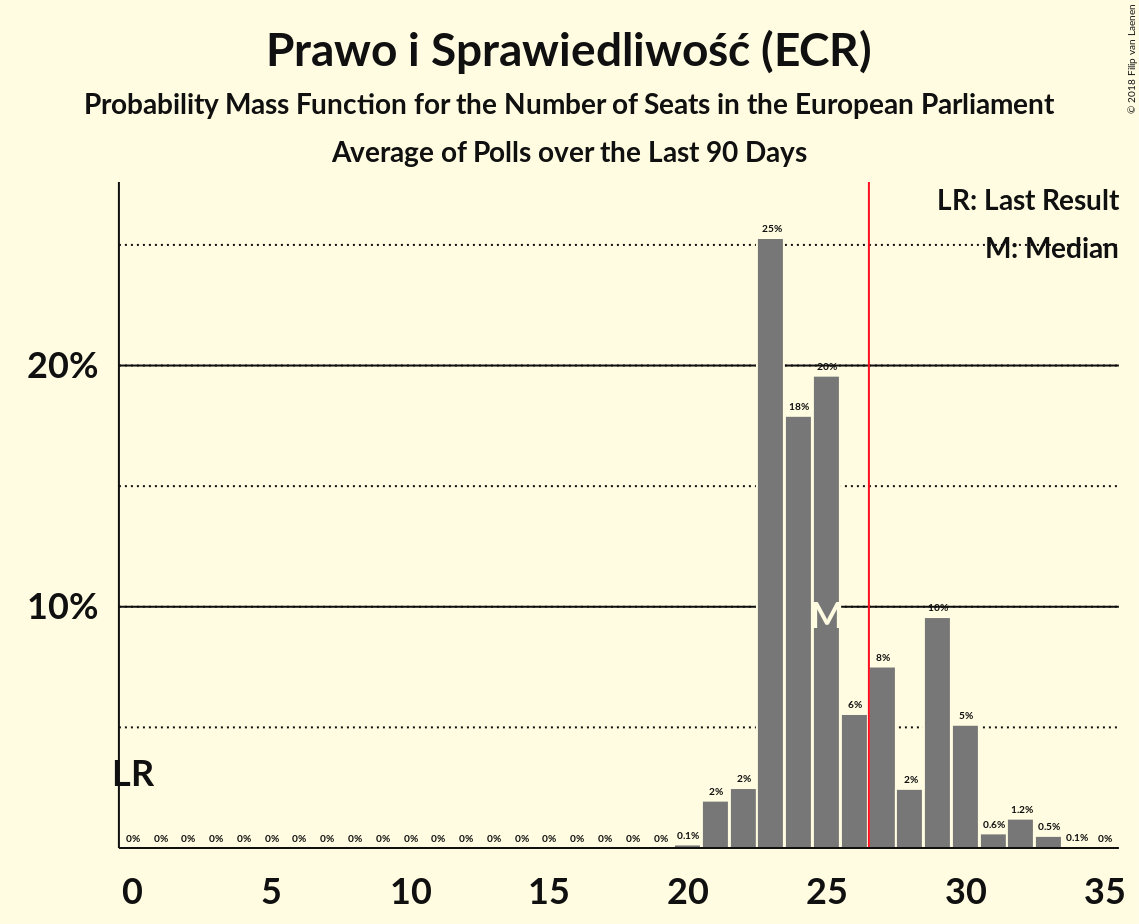 Prawo i Sprawiedliwość (ECR)
Probability Mass Function for the Number of Seats in the European Parliament
Average of Polls over the Last 90 Days
© 2018 Filip van Laenen
LR: Last Result
M: Median
25%
20%
20%
18%
10%
M
10%
8%
6%
5%
LR
2%
2%
2%
0% 0% 0% 0% 0% 0% 0% 0% 0% 0% 0% 0% 0% 0% 0% 0% 0% 0% 0% 0% 0.1% 0.6% 1.2% 0.5% 0.1% 0%
0 5 10 15 20 25 30 35